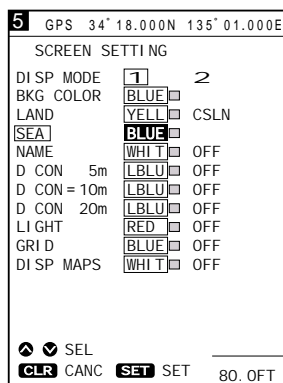 5 GPS 34°18.000N 135°01.000E
SCREEN SETTING
DISP MODE 1 2
BKG COLOR BLUE
LAND YELL CSLN
SEA BLUE
NAME WHIT OFF
D CON 5m LBLU OFF
D CON=10m LBLU OFF
D CON 20m LBLU OFF
LIGHT RED OFF
GRID BLUE OFF
DISP MAPS WHIT OFF
SEL
CLR CANC SET SET 80.0FT